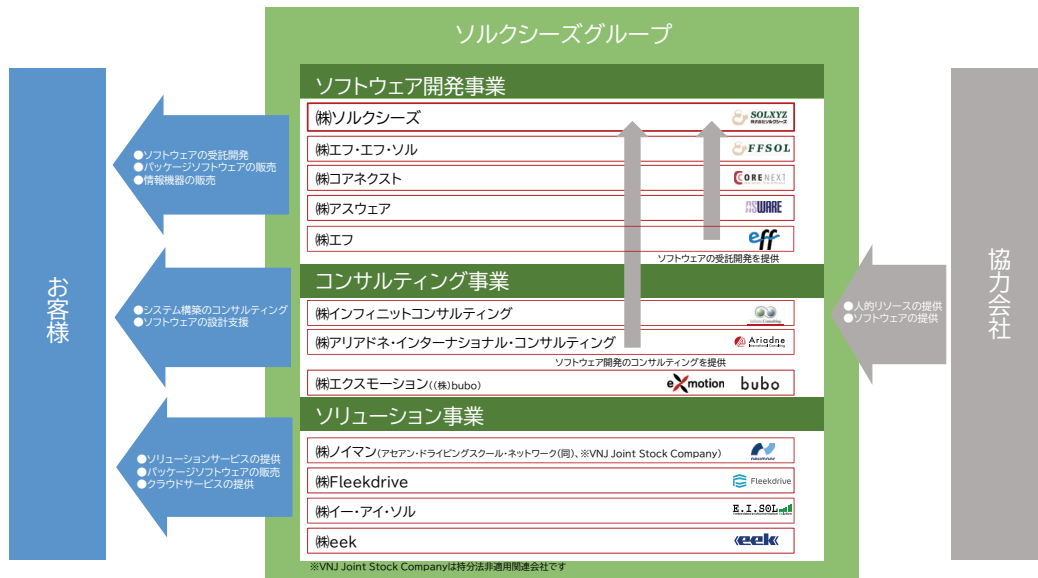 ソルクシーズグループ
お客様
●ソフトウェアの受託開発
●パッケージソフトウェアの販売
●情報機器の販売
●システム構築のコンサルティング
●ソフトウェアの設計支援
●ソリューションサービスの提供
●パッケージソフトウェアの販売
●クラウドサービスの提供
ソフトウェア開発事業
㈱ソルクシーズ
SOLXYZ
株式会社ソルクシーズ
㈱エフ・エフ・ソル
FFSOL
㈱コアネクスト
CORENEXT
㈱アスウェア
ASWARE
㈱エフ
eff
ソフトウェアの受託開発を提供
コンサルティング事業
㈱インフィニットコンサルティング
Infinite Consulting
㈱アリアドネ・インターナショナル・コンサルティング
Ariadne
International Consulting
ソフトウェア開発のコンサルティングを提供
㈱エクスモーション((株)bubo)
eXmotion bubo
ソリューション事業
㈱ノイマン(アセアン・ドライビングスクール・ネットワーク(同)、※VNJ Joint Stock Company)
㈱Fleekdrive
Fleekdrive
㈱イー・アイ・ソル
E.I.SOL
㈱eek
eek
※VNJ Joint Stock Companyは持分法非適用関連会社です
●人的リソースの提供
●ソフトウェアの提供
協力会社